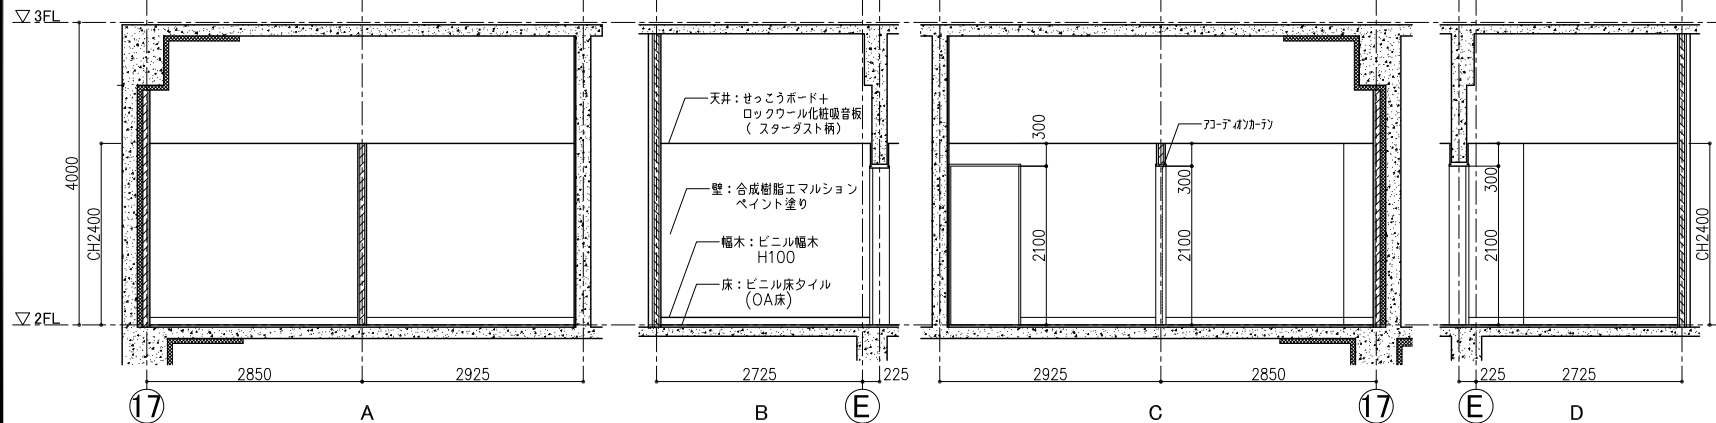 ▽3FL
4000
CH2400
▽2FL
2850
2925
17
A
天井：せっこうボード＋
ロックウール化粧吸音板
（ スターダスト柄）
壁：合成樹脂エマルション
ペイント塗り
幅木：ビニル幅木
H100
床：ビニル床タイル
(OA床)
2725
225
E
B
アコーディオンカーテン
300
2100
300
2100
2925
2850
17
C
300
2100
CH2400
225
2725
E
D